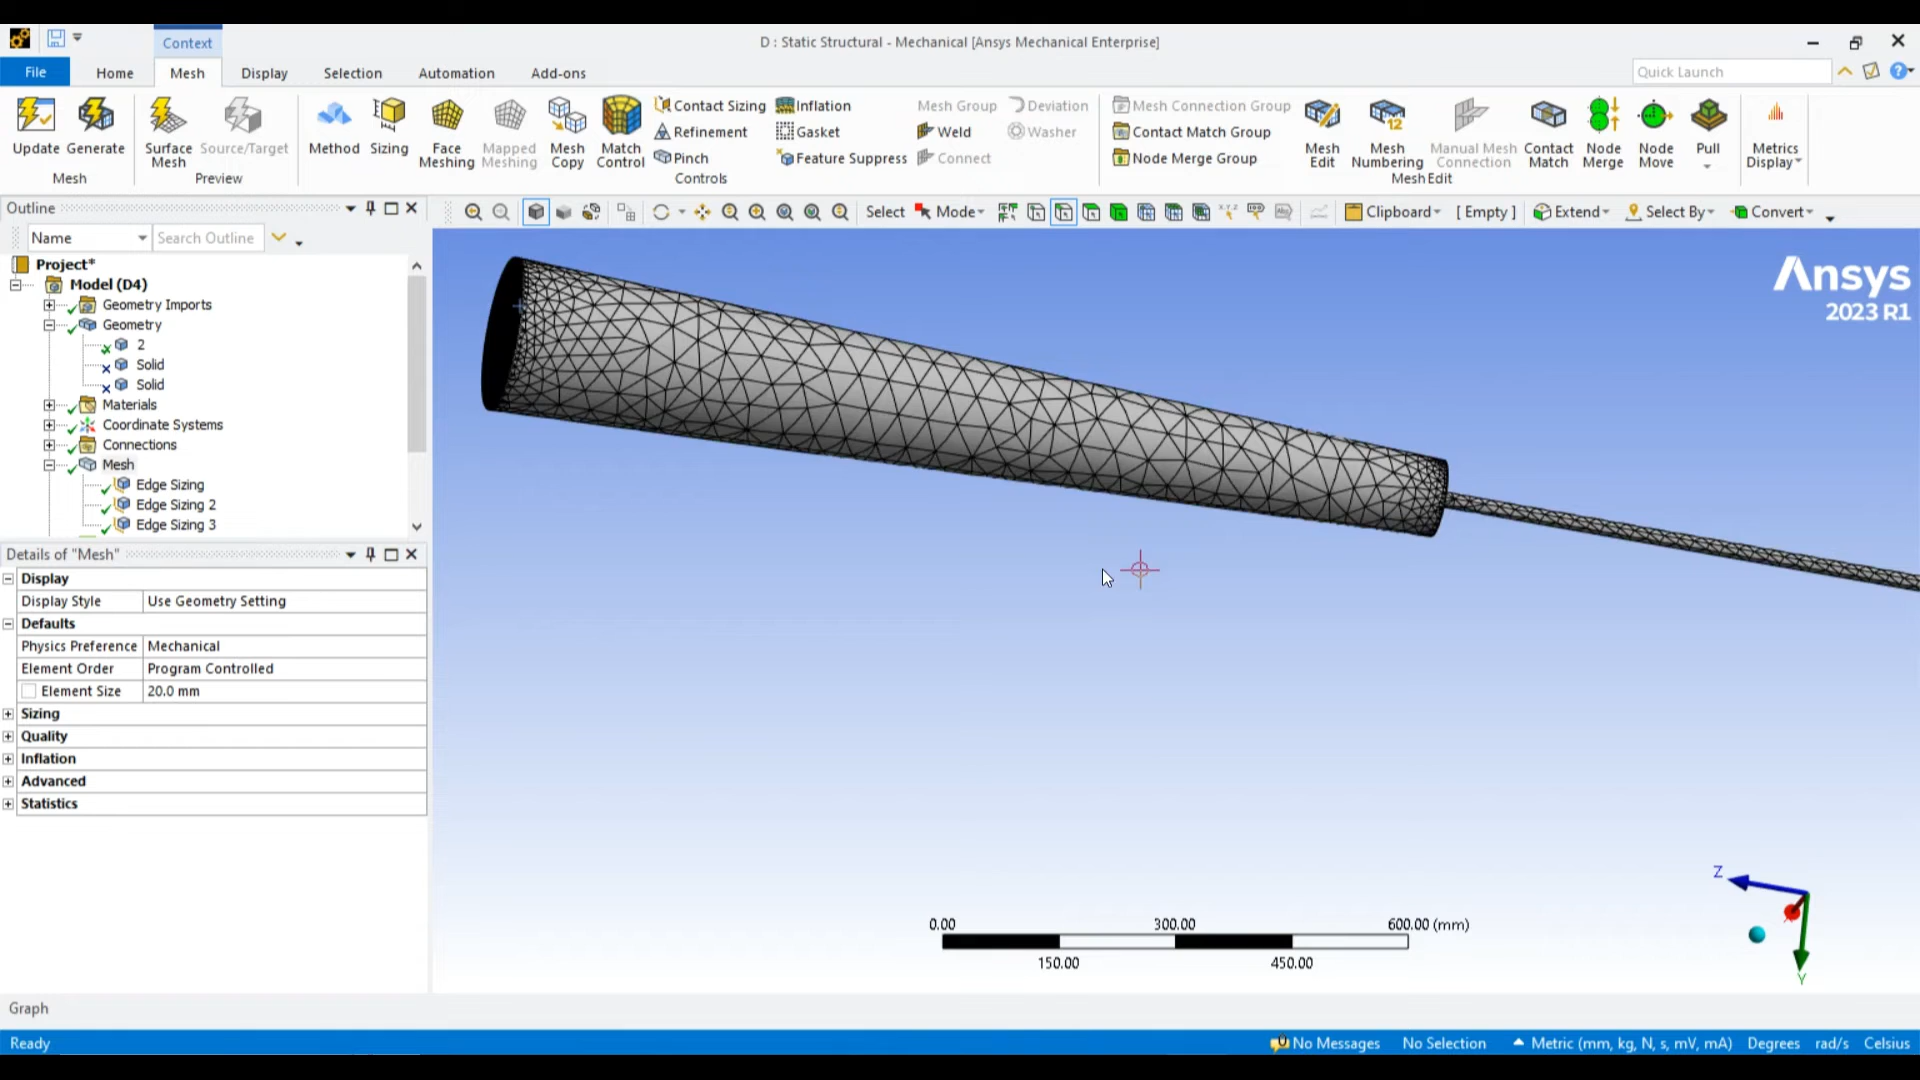 D : Static Structural - Mechanical [Ansys Mechanical Enterprise]
Context
File Home Mesh Display Selection Automation Add-ons
Quick Launch
Update
Generate
Mesh
Surface
Mesh
Source/Target
Preview
Method
Sizing
Face
Meshing
Mapped
Meshing
Mesh
Copy
Match
Control
Contact Sizing
Refinement
Pinch
Inflation
Gasket
Feature Suppress
Mesh Group
Weld
Connect
Deviation
Washer
Controls
Mesh Connection Group
Contact Match Group
Node Merge Group
Mesh
Edit
Mesh
Numbering
12
Manual Mesh
Connection
Contact
Match
Node
Merge
Node
Move
Pull
Mesh Edit
Metrics
Display
Outline
Name
Search Outline
Project*
Model (D4)
Geometry Imports
Geometry
2
Solid
Solid
Materials
Coordinate Systems
Connections
Mesh
Edge Sizing
Edge Sizing 2
Edge Sizing 3
Details of "Mesh"
Display
Display Style Use Geometry Setting
Defaults
Physics Preference Mechanical
Element Order Program Controlled
Element Size 20.0 mm
Sizing
Quality
Inflation
Advanced
Statistics
Select Mode Clipboard [ Empty ] Extend Select By Convert
Ansys
2023 R1
0.00 300.00 600.00 (mm)
150.00 450.00
Z
Y
Graph
Ready
No Messages No Selection Metric (mm, kg, N, s, mV, mA) Degrees rad/s Celsius